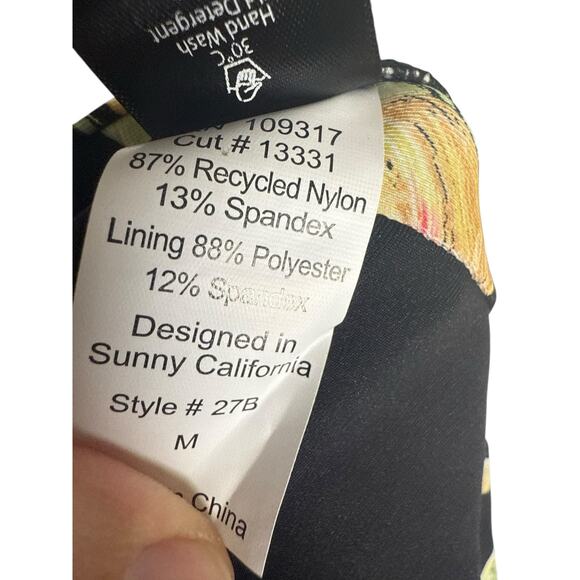 Detergent
Hand Wash
30°C
109317
Cut # 13331
87% Recycled Nylon
13% Spandex
Lining 88% Polyester
12% Spandex
Designed in
Sunny California
Style # 27B
M
China